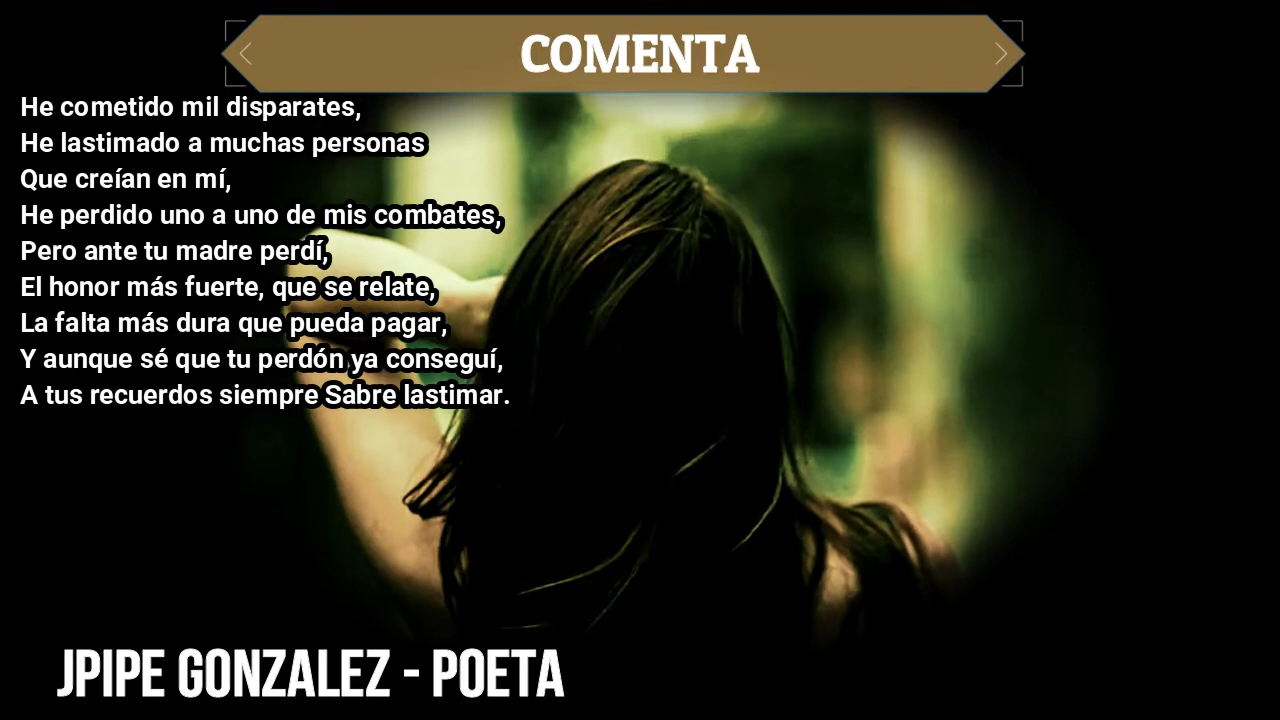 COMENTA
He cometido mil disparates,
He lastimado a muchas personas
Que creían en mí,
He perdido uno a uno de mis combates,
Pero ante tu madre perdí,
El honor más fuerte, que se relate,
La falta más dura que pueda pagar,
Y aunque sé que tu perdón ya conseguí,
A tus recuerdos siempre Sabre lastimar.
JPIPE GONZALEZ - POETA